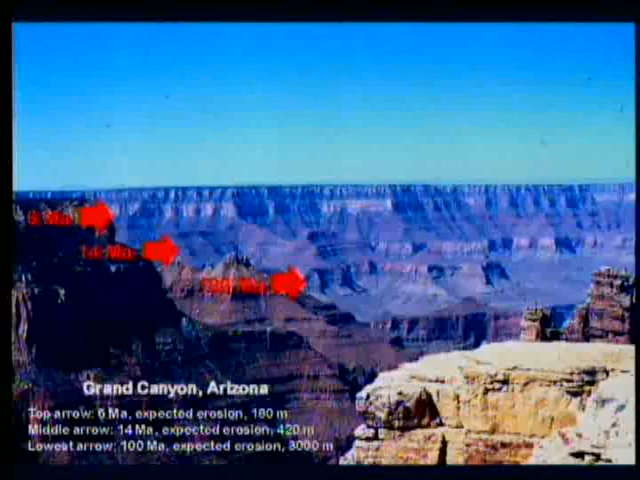 6 Ma
14 Ma
100 Ma
Grand Canyon, Arizona
Top arrow: 6 Ma, expected erosion, 180 m
Middle arrow: 14 Ma, expected erosion, 420 m
Lowest arrow: 100 Ma, expected erosion, 3000 m